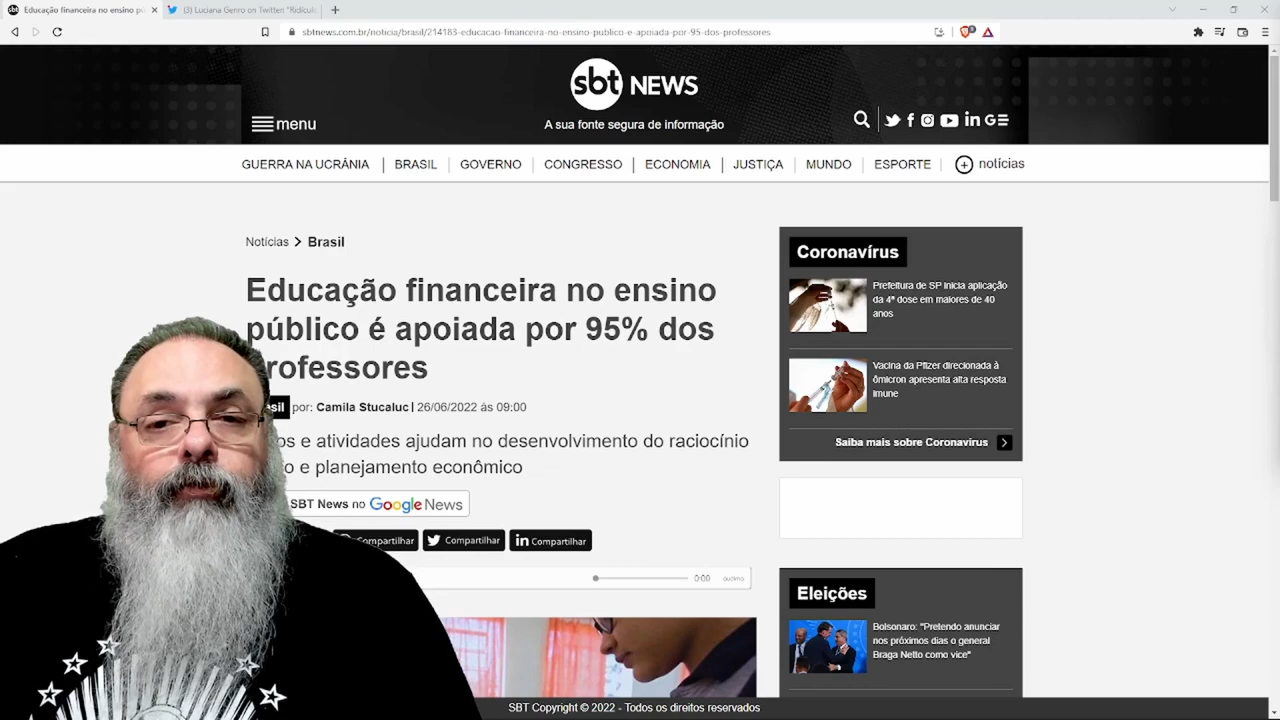 Educação financeira no ensino pú
(3) Luciana Genro on Twitter: "Ridícul
sbtnews.com.br/noticia/brasil/214183-educacao-financeira-no-ensino-publico-e-apoiada-por-95-dos-professores
sbt NEWS
A sua fonte segura de informação
menu
GUERRA NA UCRÂNIA | BRASIL | GOVERNO | CONGRESSO | ECONOMIA | JUSTIÇA | MUNDO | ESPORTE | + notícias
Notícias > Brasil
Educação financeira no ensino
público é apoiada por 95% dos
professores
por: Camila Stucaluc | 26/06/2022 às 09:00
e atividades ajudam no desenvolvimento do raciocínio
e planejamento econômico
SBT News no Google News
Compartilhar
Compartilhar
Compartilhar
0:00
audima
Coronavírus
Prefeitura de SP inicia aplicação
da 4ª dose em maiores de 40
anos
Vacina da Pfizer direcionada à
ômicron apresenta alta resposta
imune
Saiba mais sobre Coronavírus
Eleições
Bolsonaro: "Pretendo anunciar
nos próximos dias o general
Braga Netto como vice"
SBT Copyright © 2022 - Todos os direitos reservados